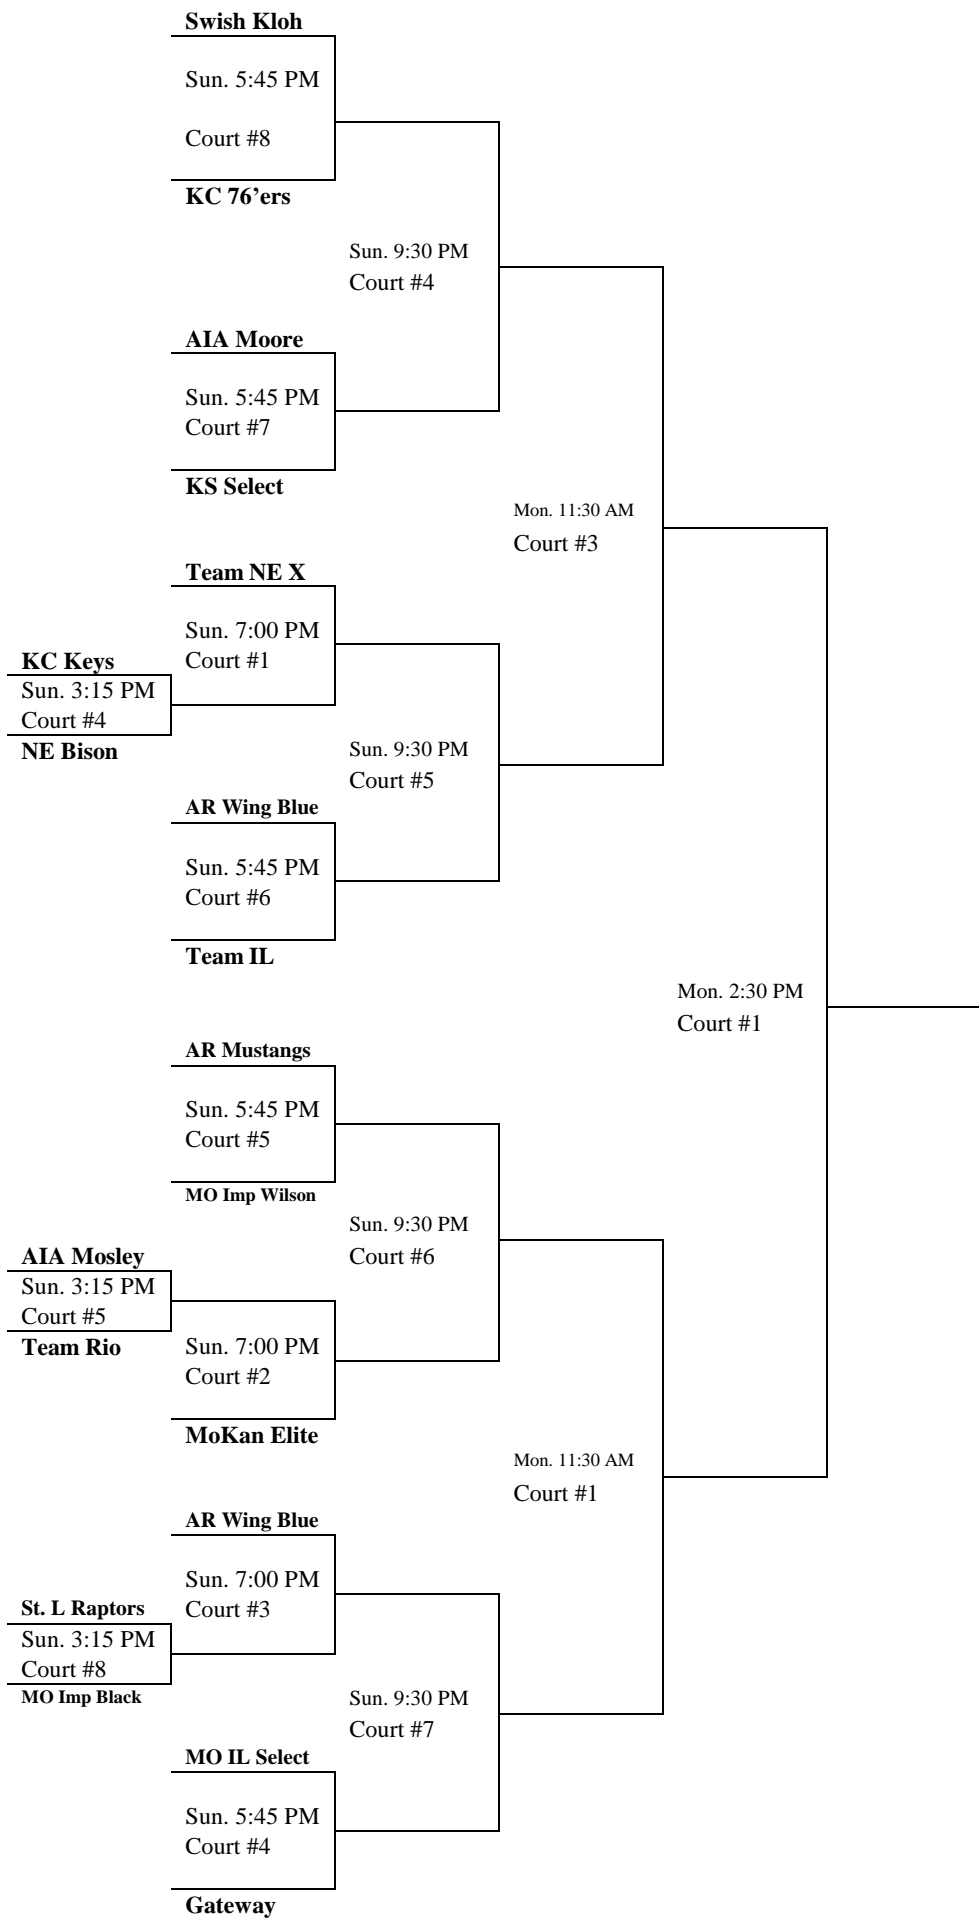 Swish Kloh
Sun. 5:45 PM
Court #8
KC 76’ers
Sun. 9:30 PM
Court #4
AIA Moore
Sun. 5:45 PM
Court #7
KS Select
Mon. 11:30 AM
Court #3
Team NE X
Sun. 7:00 PM
Court #1
KC Keys
Sun. 3:15 PM
Court #4
NE Bison
Sun. 9:30 PM
Court #5
AR Wing Blue
Sun. 5:45 PM
Court #6
Team IL
Mon. 2:30 PM
Court #1
AR Mustangs
Sun. 5:45 PM
Court #5
MO Imp Wilson
Sun. 9:30 PM
Court #6
AIA Mosley
Sun. 3:15 PM
Court #5
Team Rio
Sun. 7:00 PM
Court #2
MoKan Elite
Mon. 11:30 AM
Court #1
AR Wing Blue
Sun. 7:00 PM
Court #3
St. L Raptors
Sun. 3:15 PM
Court #8
MO Imp Black
Sun. 9:30 PM
Court #7
MO IL Select
Sun. 5:45 PM
Court #4
Gateway